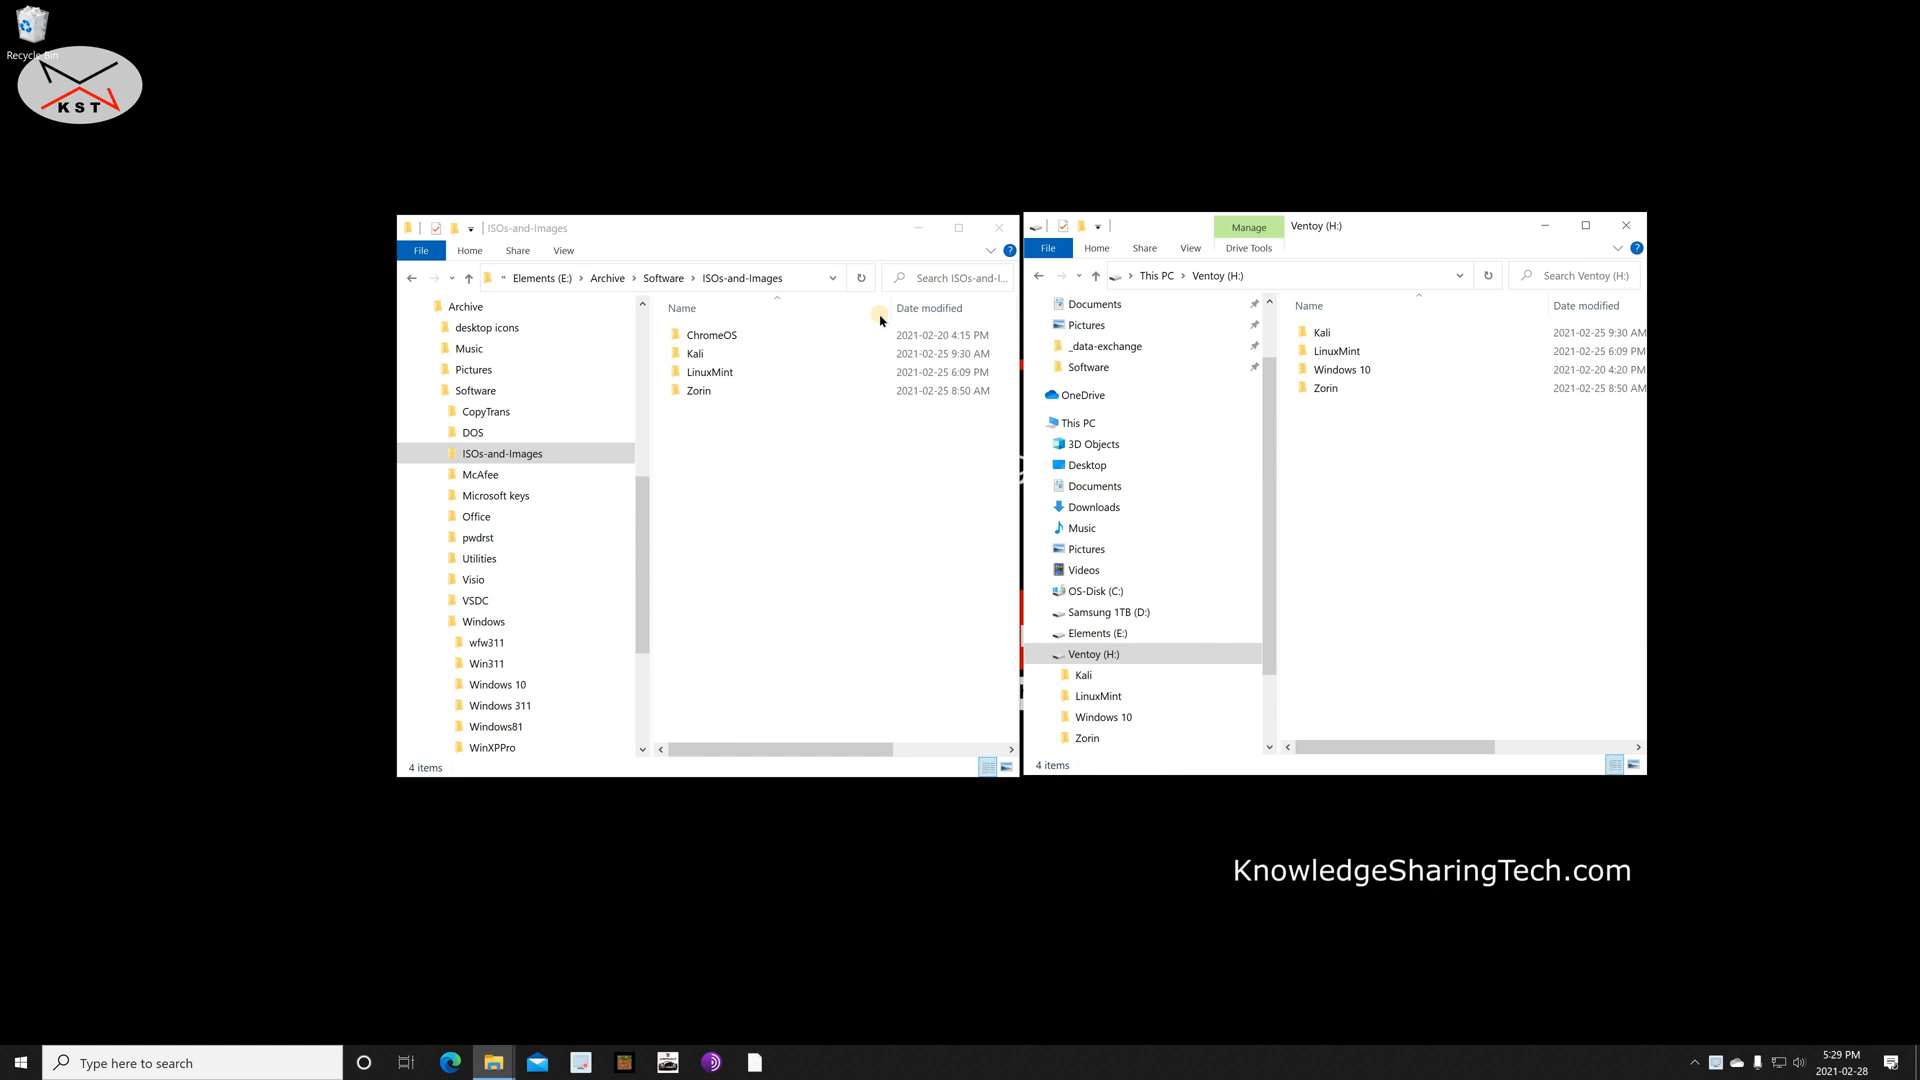 Recycle Bin
KST
ISOs-and-Images
File Home Share View
Elements (E:) Archive Software ISOs-and-Images
Search ISOs-and-I...
Archive
desktop icons
Music
Pictures
Software
CopyTrans
DOS
ISOs-and-Images
McAfee
Microsoft keys
Office
pwdrst
Utilities
Visio
VSDC
Windows
wfw311
Win311
Windows 10
Windows 311
Windows81
WinXPPro
Name Date modified
ChromeOS 2021-02-20 4:15 PM
Kali 2021-02-25 9:30 AM
LinuxMint 2021-02-25 6:09 PM
Zorin 2021-02-25 8:50 AM
4 items
Manage Ventoy (H:)
File Home Share View Drive Tools
This PC Ventoy (H:)
Search Ventoy (H:)
Documents
Pictures
_data-exchange
Software
OneDrive
This PC
3D Objects
Desktop
Documents
Downloads
Music
Pictures
Videos
OS-Disk (C:)
Samsung 1TB (D:)
Elements (E:)
Ventoy (H:)
Kali
LinuxMint
Windows 10
Zorin
Name Date modified
Kali 2021-02-25 9:30 AM
LinuxMint 2021-02-25 6:09 PM
Windows 10 2021-02-20 4:20 PM
Zorin 2021-02-25 8:50 AM
4 items
KnowledgeSharingTech.com
Type here to search
5:29 PM
2021-02-28